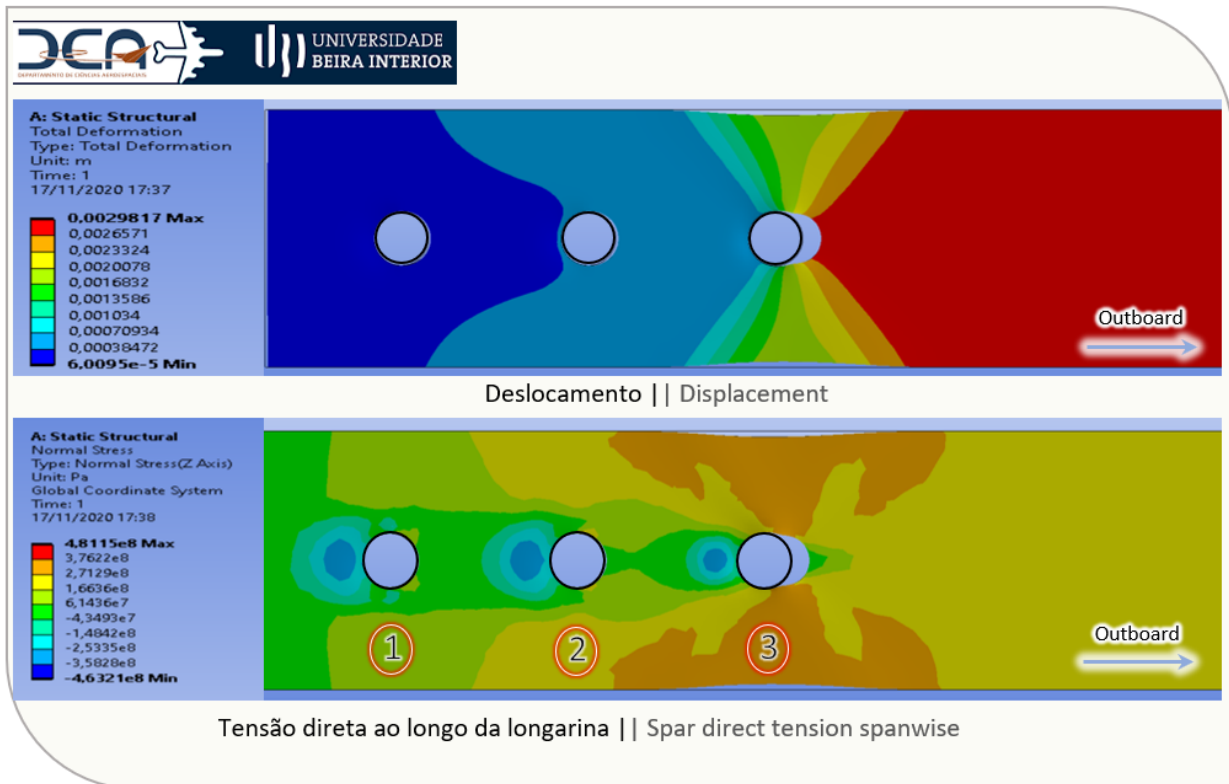 DCA
DEPARTAMENTO DE CIÊNCIAS AEROESPACIAIS
UNIVERSIDADE
BEIRA INTERIOR
A: Static Structural
Total Deformation
Type: Total Deformation
Unit: m
Time: 1
17/11/2020 17:37
0,0029817 Max
0,0026571
0,0023324
0,0020078
0,0016832
0,0013586
0,001034
0,00070934
0,00038472
6,0095e-5 Min
Outboard
Deslocamento || Displacement
A: Static Structural
Normal Stress
Type: Normal Stress(Z Axis)
Unit: Pa
Global Coordinate System
Time: 1
17/11/2020 17:38
4,8115e8 Max
3,7622e8
2,7129e8
1,6636e8
6,1436e7
-4,3493e7
-1,4842e8
-2,5335e8
-3,5828e8
-4,6321e8 Min
1 2 3
Outboard
Tensão direta ao longo da longarina || Spar direct tension spanwise